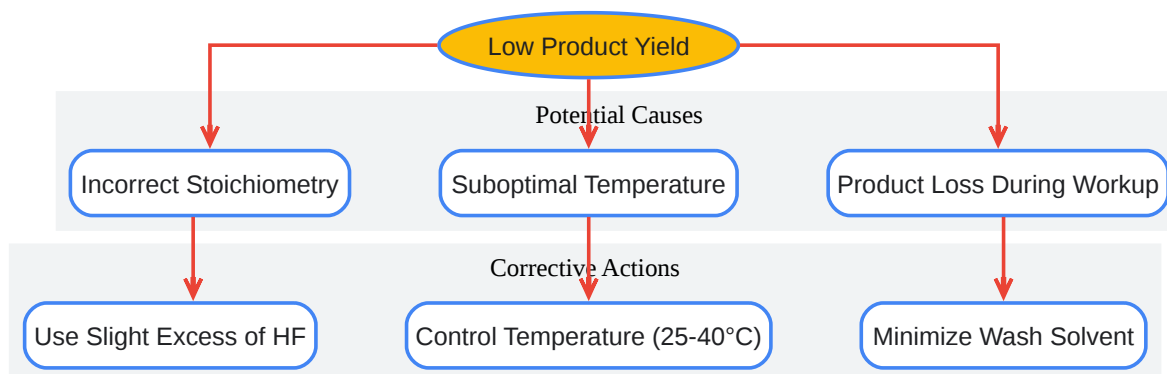 Low Product Yield
Potential Causes
Incorrect Stoichiometry
Suboptimal Temperature
Product Loss During Workup
Corrective Actions
Use Slight Excess of HF
Control Temperature (25-40°C)
Minimize Wash Solvent